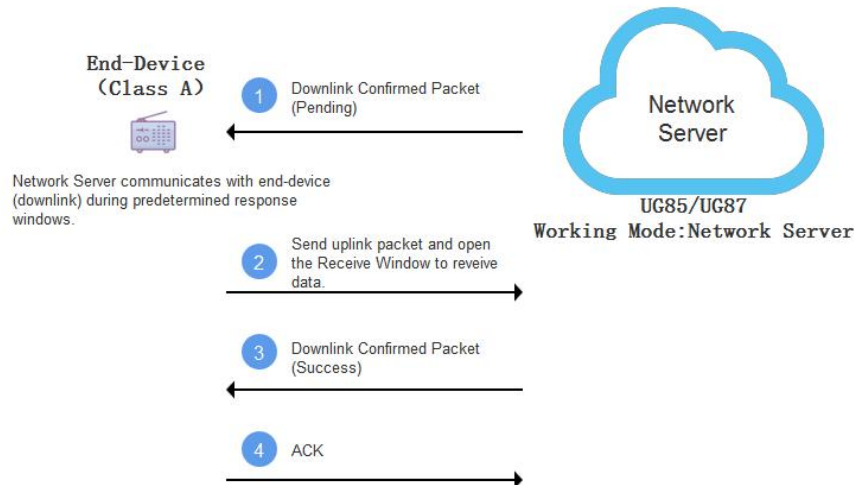 End-Device
(Class A)
1
Downlink Confirmed Packet
(Pending)
Network
Server
Network Server communicates with end-device
(downlink) during predetermined response
windows.
UG85/UG87
Working Mode:Network Server
2
Send uplink packet and open
the Receive Window to reveive
data.
3
Downlink Confirmed Packet
(Success)
4
ACK